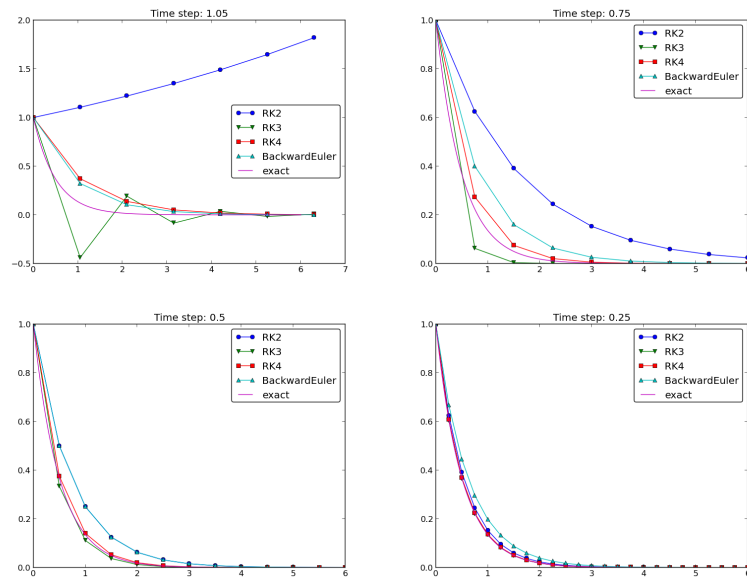 Time step: 1.05
2.0
1.5
1.0
0.5
0.0
−0.5
0 1 2 3 4 5 6 7
RK2
RK3
RK4
BackwardEuler
exact
Time step: 0.75
1.0
0.8
0.6
0.4
0.2
0.0
0 1 2 3 4 5 6
RK2
RK3
RK4
BackwardEuler
exact
Time step: 0.5
1.0
0.8
0.6
0.4
0.2
0.0
0 1 2 3 4 5 6
RK2
RK3
RK4
BackwardEuler
exact
Time step: 0.25
1.0
0.8
0.6
0.4
0.2
0.0
0 1 2 3 4 5 6
RK2
RK3
RK4
BackwardEuler
exact